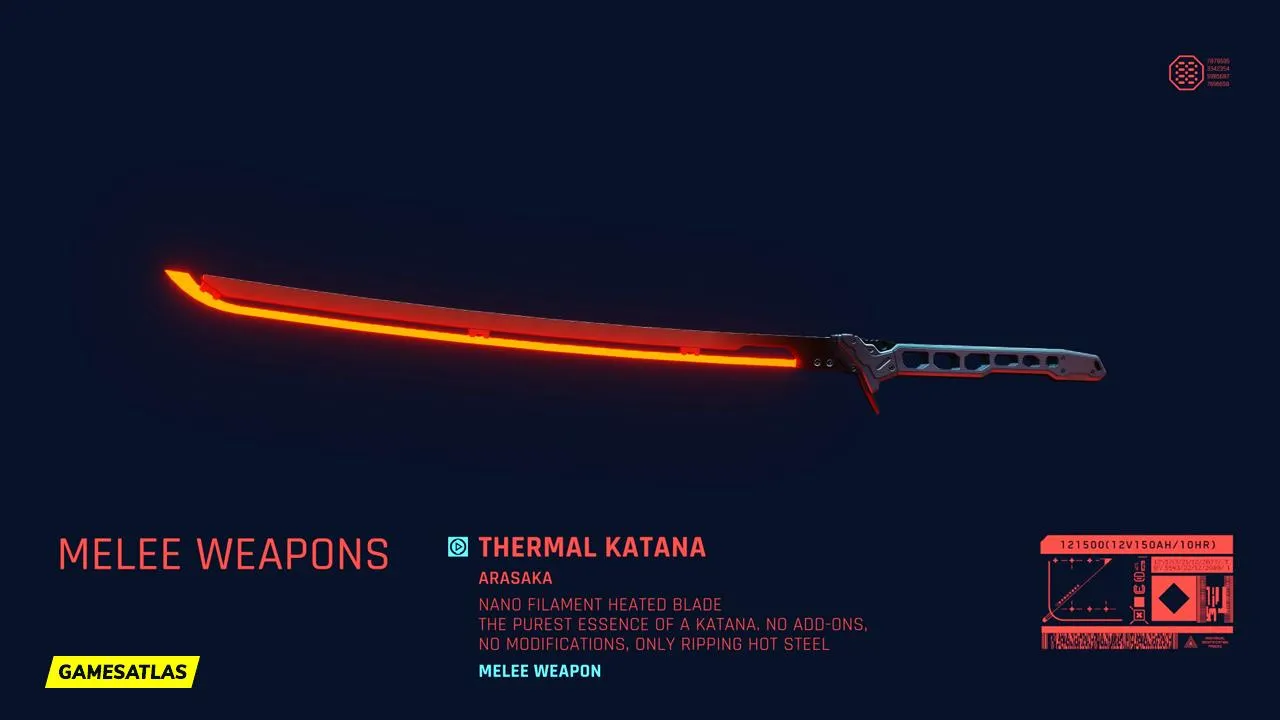 MELEE WEAPONS
THERMAL KATANA
ARASAKA
NANO FILAMENT HEATED BLADE
THE PUREST ESSENCE OF A KATANA. NO ADD-ONS,
NO MODIFICATIONS, ONLY RIPPING HOT STEEL
MELEE WEAPON
121500(12V150AH/10HR)
GAMESATLAS